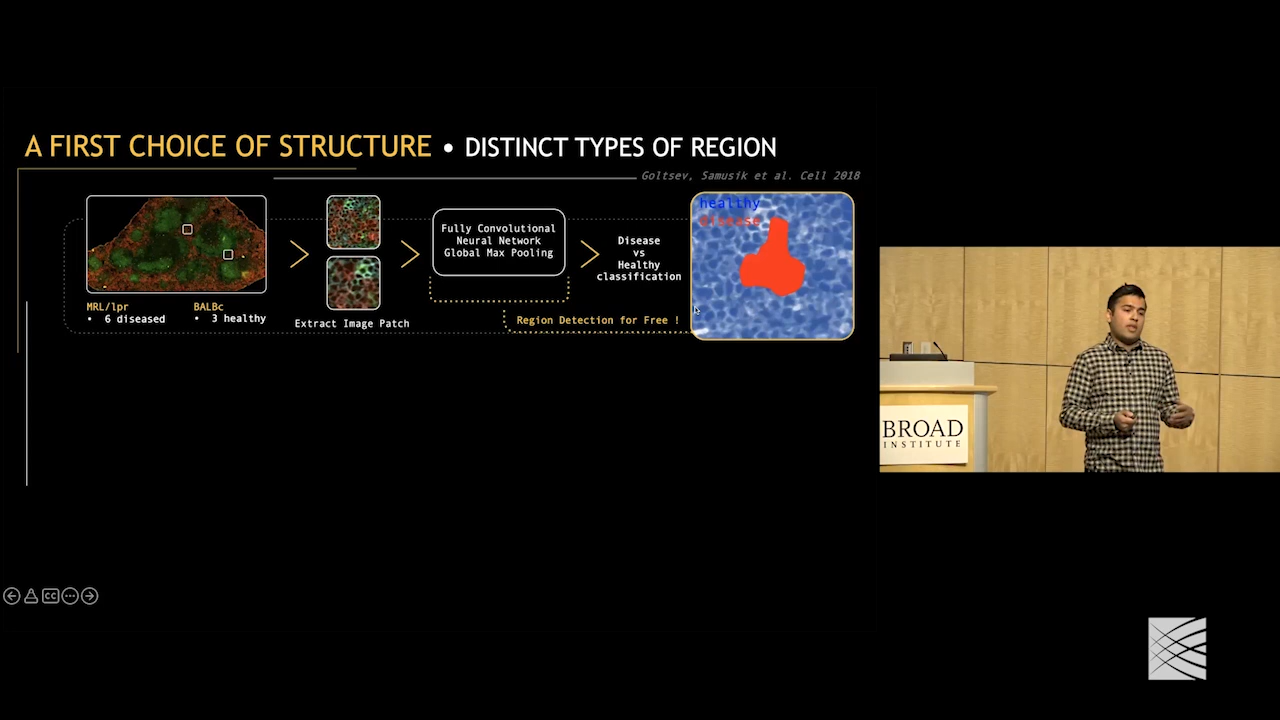 A FIRST CHOICE OF STRUCTURE • DISTINCT TYPES OF REGION
Goltsev, Samusik et al. Cell 2018
healthy
disease
Fully Convolutional
Neural Network
Global Max Pooling
Disease
vs
Healthy
classification
MRL/lpr
• 6 diseased
BALBc
• 3 healthy
Extract Image Patch
Region Detection for Free !
CC
BROAD
INSTITUTE